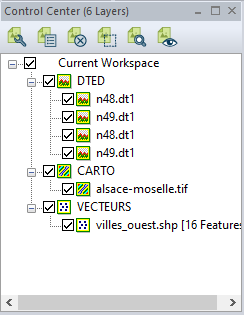 Control Center (6 Layers)
Current Workspace
DTED
n48.dt1
n49.dt1
n48.dt1
n49.dt1
CARTO
alsace-moselle.tif
VECTEURS
villes_ouest.shp [16 Features